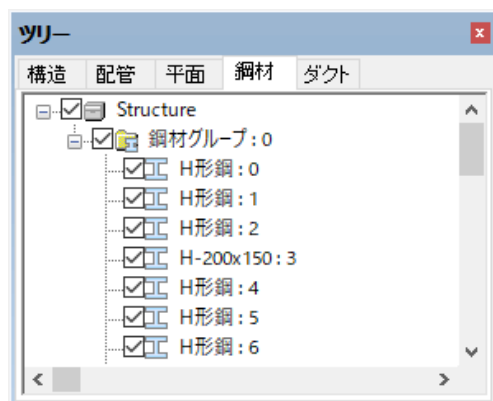 ツリー
構造 配管 平面 鋼材 ダクト
Structure
鋼材グループ : 0
H形鋼 : 0
H形鋼 : 1
H形鋼 : 2
H-200x150 : 3
H形鋼 : 4
H形鋼 : 5
H形鋼 : 6